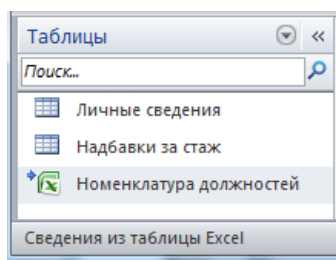 Таблицы
Поиск...
Личные сведения
Надбавки за стаж
Номенклатура должностей
Сведения из таблицы Excel